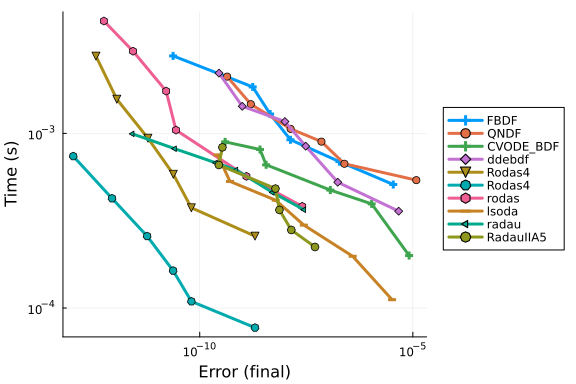 Time (s)
10⁻³
10⁻⁴
10⁻¹⁰
10⁻⁵
Error (final)
FBDF
QNDF
CVODE_BDF
ddebdf
Rodas4
Rodas4
rodas
lsoda
radau
RadauIIA5